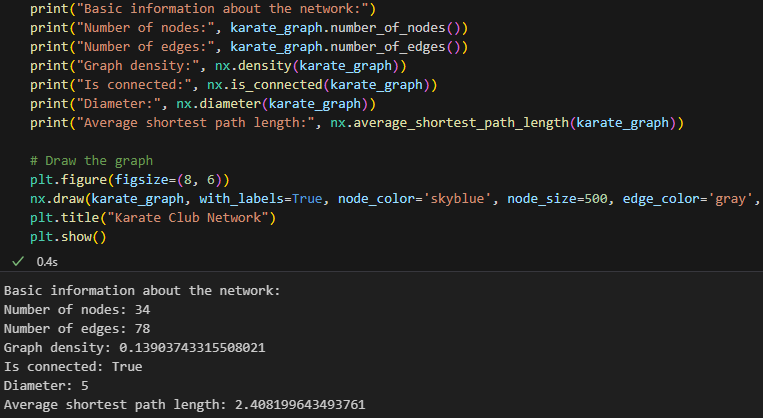 print("Basic information about the network:")
print("Number of nodes:", karate_graph.number_of_nodes())
print("Number of edges:", karate_graph.number_of_edges())
print("Graph density:", nx.density(karate_graph))
print("Is connected:", nx.is_connected(karate_graph))
print("Diameter:", nx.diameter(karate_graph))
print("Average shortest path length:", nx.average_shortest_path_length(karate_graph))
# Draw the graph
plt.figure(figsize=(8, 6))
nx.draw(karate_graph, with_labels=True, node_color='skyblue', node_size=500, edge_color='gray',
plt.title("Karate Club Network")
plt.show()
0.4s
Basic information about the network:
Number of nodes: 34
Number of edges: 78
Graph density: 0.13903743315508021
Is connected: True
Diameter: 5
Average shortest path length: 2.408199643493761